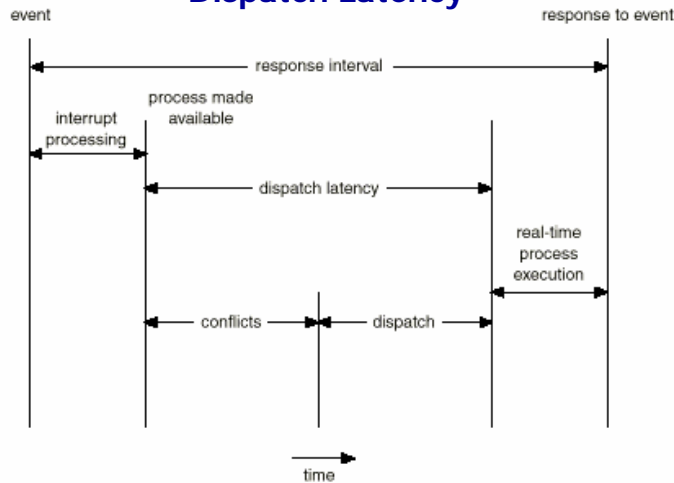 Dispatch Latency
event
response to event
response interval
process made
available
interrupt
processing
dispatch latency
real-time
process
execution
conflicts
dispatch
time